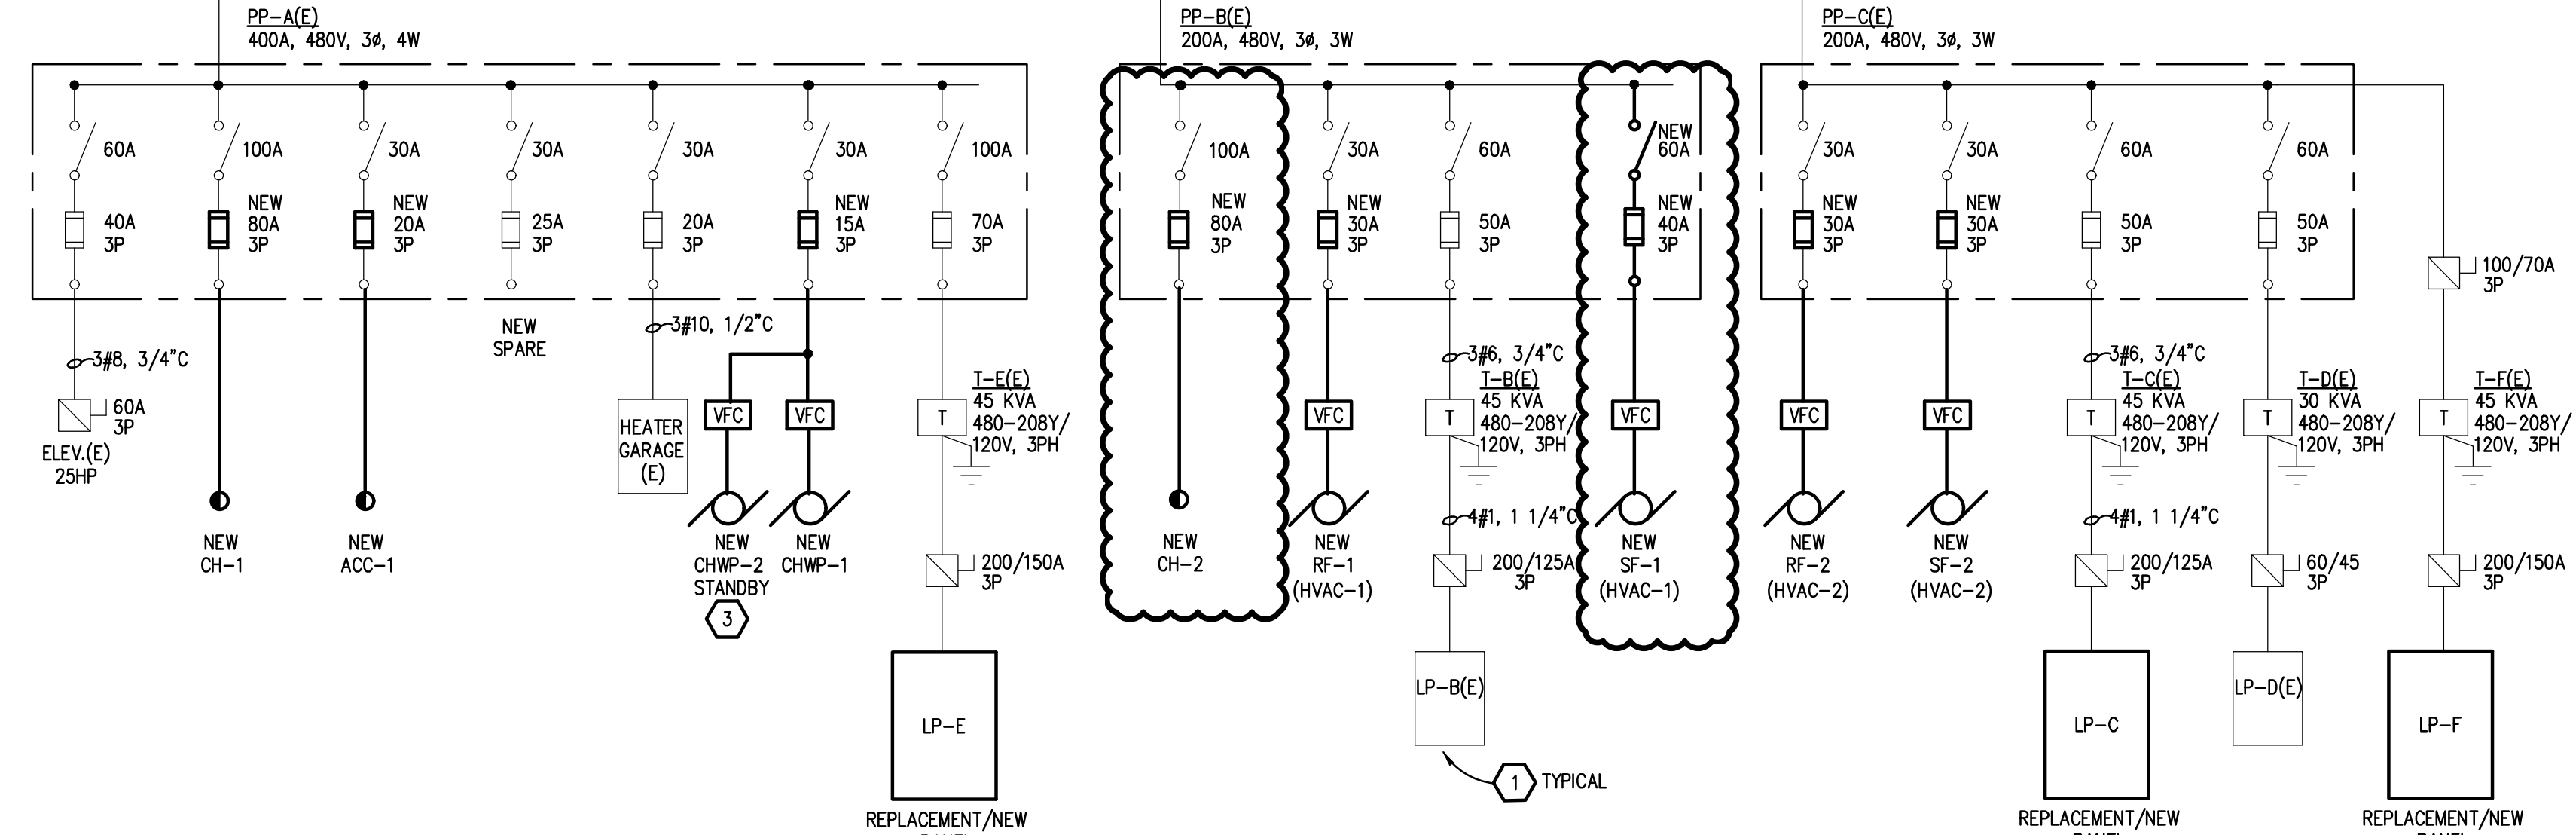 PP-A(E)
400A, 480V, 3ø, 4W
60A
40A
3P
3#8, 3/4"C
60A
3P
ELEV.(E)
25HP
100A
NEW
80A
3P
NEW
CH-1
30A
NEW
20A
3P
NEW
ACC-1
30A
25A
3P
NEW
SPARE
30A
20A
3P
3#10, 1/2"C
HEATER
GARAGE
(E)
30A
NEW
15A
3P
VFC
VFC
NEW
CHWP-2
STANDBY
3
NEW
CHWP-1
100A
70A
3P
T-E(E)
45 KVA
480-208Y/
120V, 3PH
T
200/150A
3P
LP-E
REPLACEMENT/NEW
PP-B(E)
200A, 480V, 3ø, 3W
100A
NEW
80A
3P
NEW
CH-2
30A
NEW
30A
3P
VFC
NEW
RF-1
(HVAC-1)
60A
50A
3P
3#6, 3/4"C
T-B(E)
45 KVA
480-208Y/
120V, 3PH
T
4#1, 1 1/4"C
200/125A
3P
LP-B(E)
1 TYPICAL
NEW
60A
NEW
40A
3P
VFC
NEW
SF-1
(HVAC-1)
PP-C(E)
200A, 480V, 3ø, 3W
30A
NEW
30A
3P
VFC
NEW
RF-2
(HVAC-2)
30A
NEW
30A
3P
VFC
NEW
SF-2
(HVAC-2)
60A
50A
3P
3#6, 3/4"C
T-C(E)
45 KVA
480-208Y/
120V, 3PH
T
4#1, 1 1/4"C
200/125A
3P
LP-C
REPLACEMENT/NEW
60A
50A
3P
T-D(E)
30 KVA
480-208Y/
120V, 3PH
T
60/45
3P
LP-D(E)
100/70A
3P
T-F(E)
45 KVA
480-208Y/
120V, 3PH
T
200/150A
3P
LP-F
REPLACEMENT/NEW